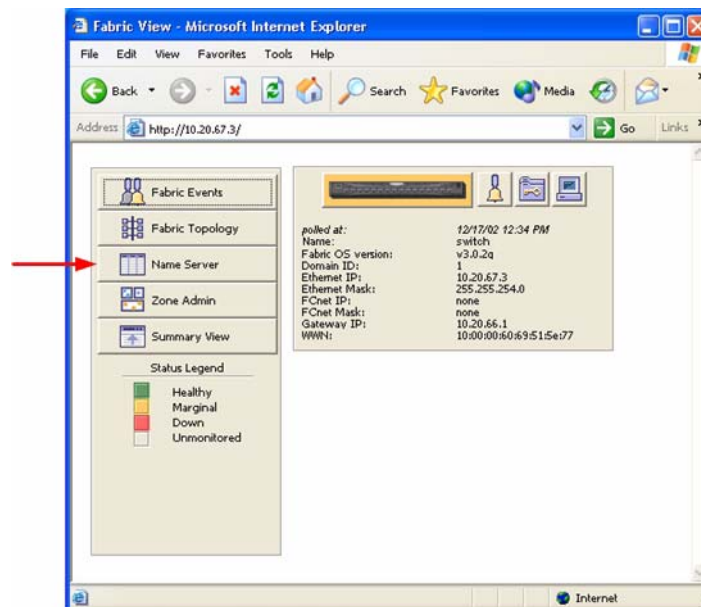 Fabric View - Microsoft Internet Explorer
File Edit View Favorites Tools Help
Back Search Favorites Media
Address http://10.20.67.3/ Go Links
Fabric Events
Fabric Topology
Name Server
Zone Admin
Summary View
Status Legend
Healthy
Marginal
Down
Unmonitored
polled at: 12/17/02 12:34 PM
Name: switch
Fabric OS version: v3.0.2q
Domain ID: 1
Ethernet IP: 10.20.67.3
Ethernet Mask: 255.255.254.0
FCnet IP: none
FCnet Mask: none
Gateway IP: 10.20.66.1
WWN: 10:00:00:60:69:51:5e:77
Internet